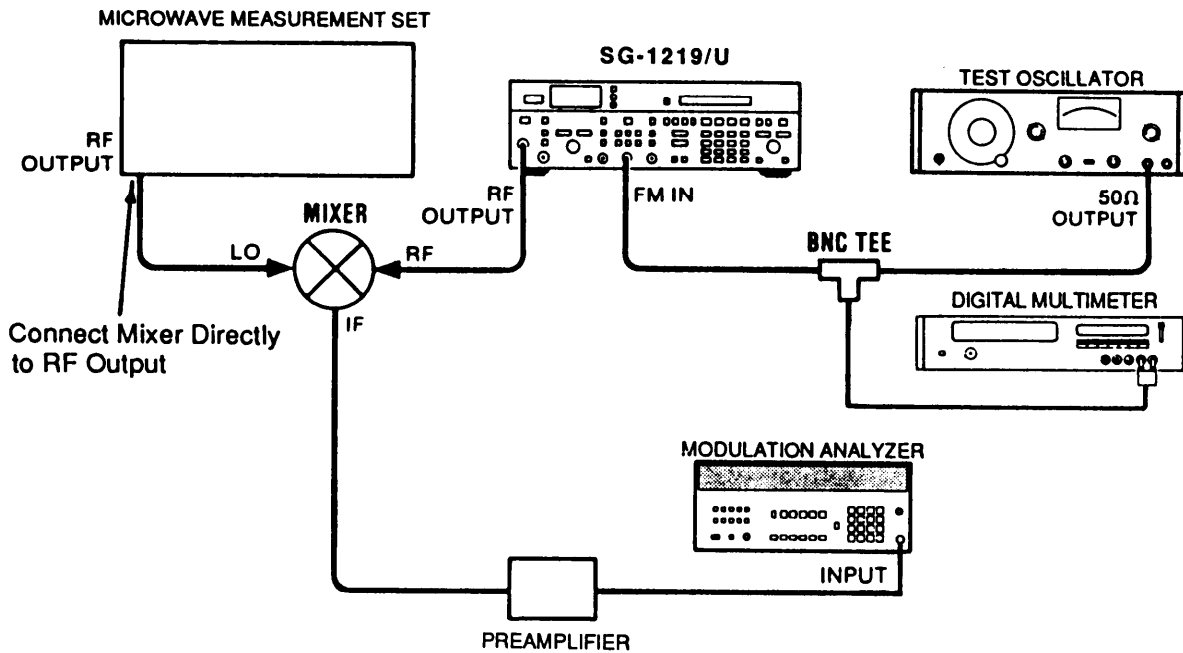 MICROWAVE MEASUREMENT SET
SG-1219/U
TEST OSCILLATOR
RF
OUTPUT
RF
OUTPUT
FM IN
50Ω
OUTPUT
MIXER
LO
RF
BNC TEE
IF
DIGITAL MULTIMETER
Connect Mixer Directly
to RF Output
MODULATION ANALYZER
INPUT
PREAMPLIFIER